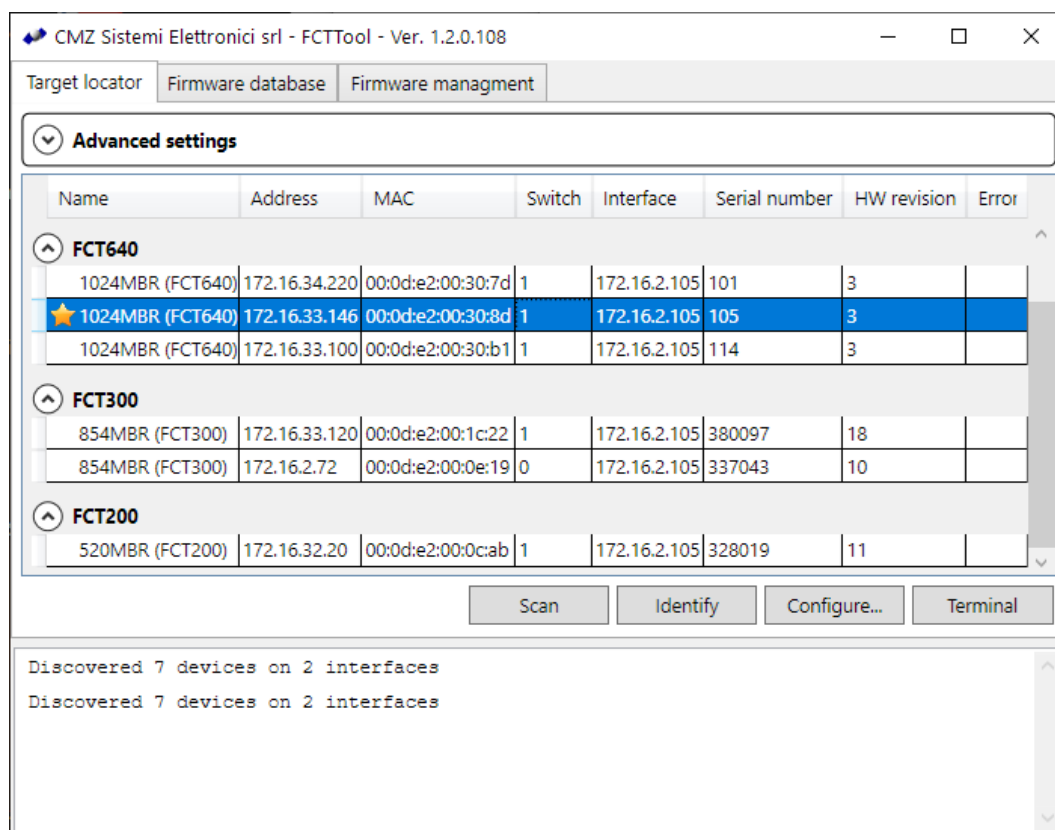 CMZ Sistemi Elettronici srl - FCTTool - Ver. 1.2.0.108
Target locator Firmware database Firmware managment
Advanced settings
Name Address MAC Switch Interface Serial number HW revision Error
FCT640
1024MBR (FCT640) 172.16.34.220 00:0d:e2:00:30:7d 1 172.16.2.105 101 3
1024MBR (FCT640) 172.16.33.146 00:0d:e2:00:30:8d 1 172.16.2.105 105 3
1024MBR (FCT640) 172.16.33.100 00:0d:e2:00:30:b1 1 172.16.2.105 114 3
FCT300
854MBR (FCT300) 172.16.33.120 00:0d:e2:00:1c:22 1 172.16.2.105 380097 18
854MBR (FCT300) 172.16.2.72 00:0d:e2:00:0e:19 0 172.16.2.105 337043 10
FCT200
520MBR (FCT200) 172.16.32.20 00:0d:e2:00:0c:ab 1 172.16.2.105 328019 11
Scan Identify Configure... Terminal
Discovered 7 devices on 2 interfaces
Discovered 7 devices on 2 interfaces